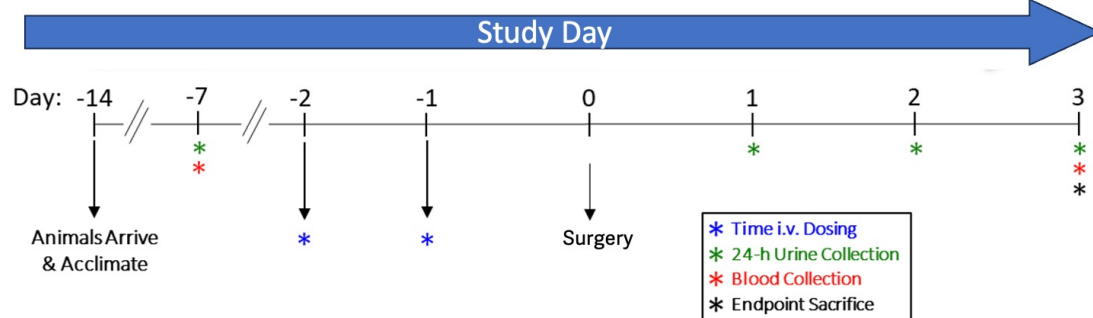 Study Day
Day: -14 -7 -2 -1 0 1 2 3
* * *
* *
*
Animals Arrive
& Acclimate
* *
Surgery
* Time i.v. Dosing
* 24-h Urine Collection
* Blood Collection
* Endpoint Sacrifice